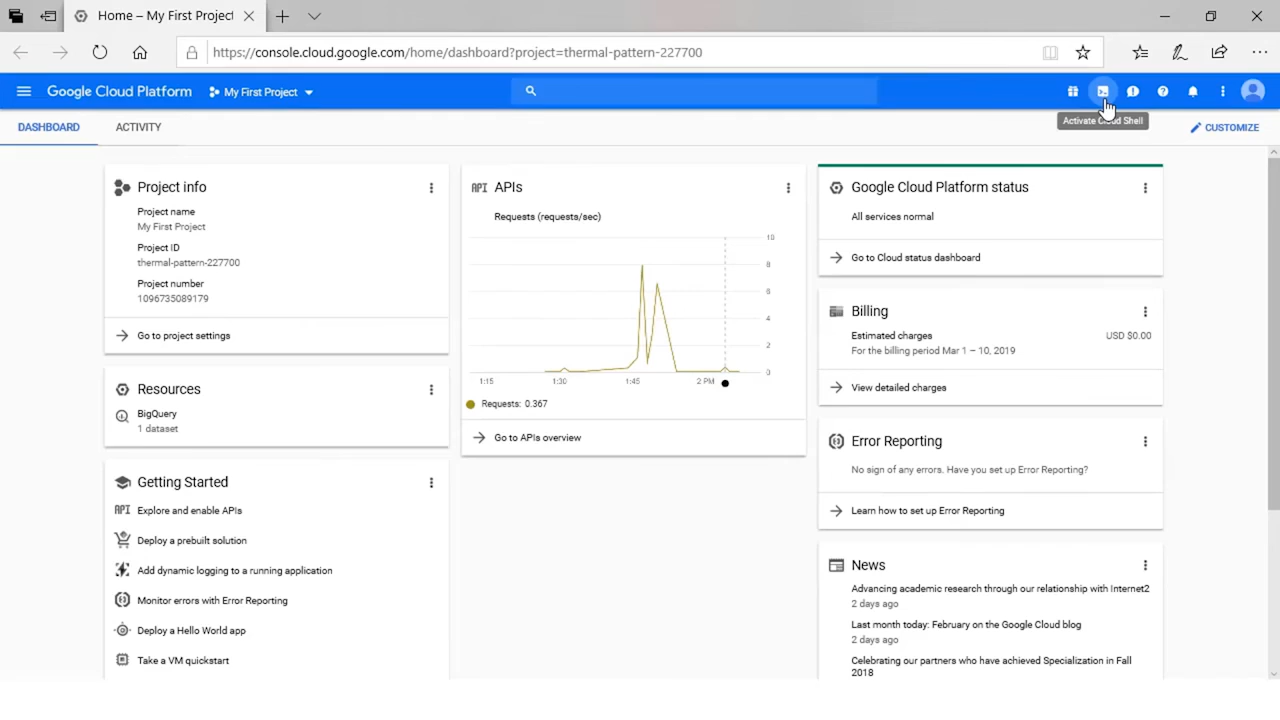 Home – My First Project
https://console.cloud.google.com/home/dashboard?project=thermal-pattern-227700
Google Cloud Platform
My First Project
Activate Cloud Shell
DASHBOARD
ACTIVITY
CUSTOMIZE
Project info
Project name
My First Project
Project ID
thermal-pattern-227700
Project number
1096735089179
Go to project settings
Resources
BigQuery
1 dataset
Getting Started
API Explore and enable APIs
Deploy a prebuilt solution
Add dynamic logging to a running application
Monitor errors with Error Reporting
Deploy a Hello World app
Take a VM quickstart
API APIs
Requests (requests/sec)
10
8
6
4
2
0
1:15
1:30
1:45
2 PM
Requests: 0.367
Go to APIs overview
Google Cloud Platform status
All services normal
Go to Cloud status dashboard
Billing
Estimated charges
USD $0.00
For the billing period Mar 1 – 10, 2019
View detailed charges
Error Reporting
No sign of any errors. Have you set up Error Reporting?
Learn how to set up Error Reporting
News
Advancing academic research through our relationship with Internet2
2 days ago
Last month today: February on the Google Cloud blog
2 days ago
Celebrating our partners who have achieved Specialization in Fall
2018